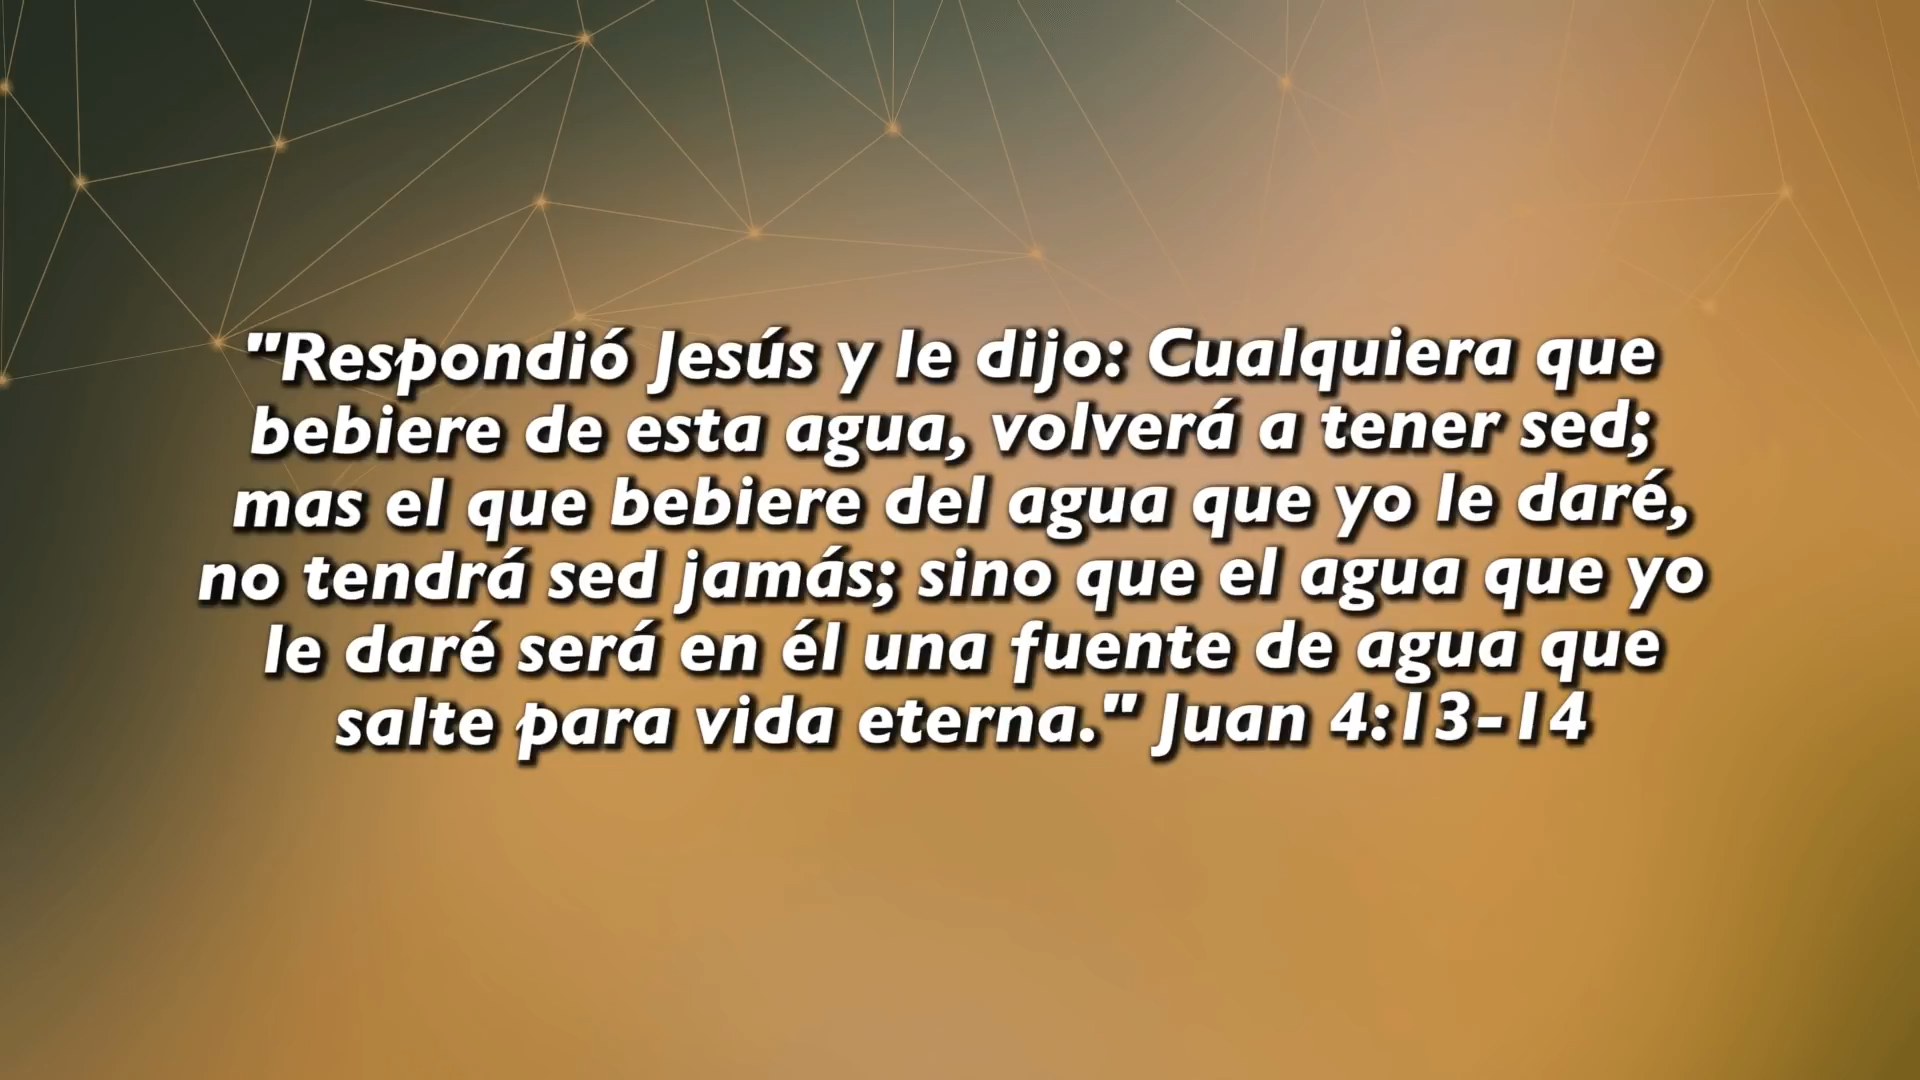 "Respondió Jesús y le dijo: Cualquiera que
bebiere de esta agua, volverá a tener sed;
mas el que bebiere del agua que yo le daré,
no tendrá sed jamás; sino que el agua que yo
le daré será en él una fuente de agua que
salte para vida eterna." Juan 4:13-14